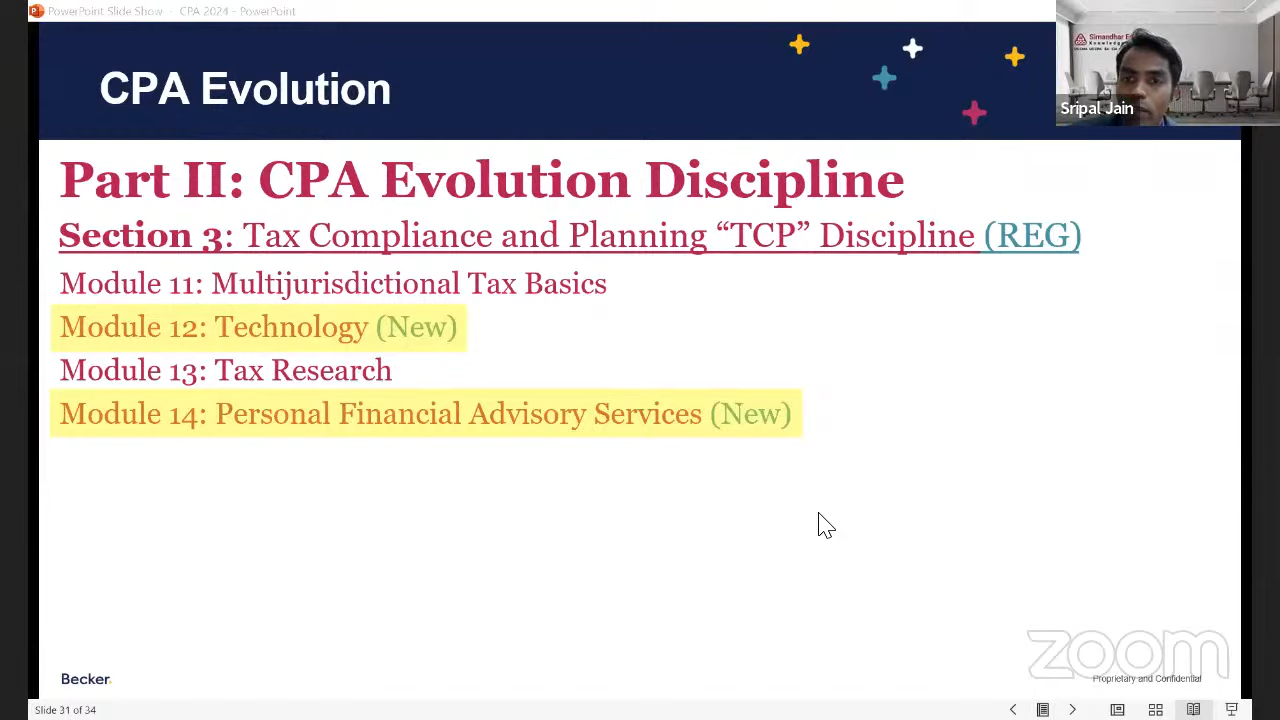 PowerPoint Slide Show - CPA 2024 - PowerPoint
CPA Evolution
Sripal Jain
Part II: CPA Evolution Discipline
Section 3: Tax Compliance and Planning “TCP” Discipline (REG)
Module 11: Multijurisdictional Tax Basics
Module 12: Technology (New)
Module 13: Tax Research
Module 14: Personal Financial Advisory Services (New)
zoom
Becker.
Proprietary and Confidential
Slide 31 of 34